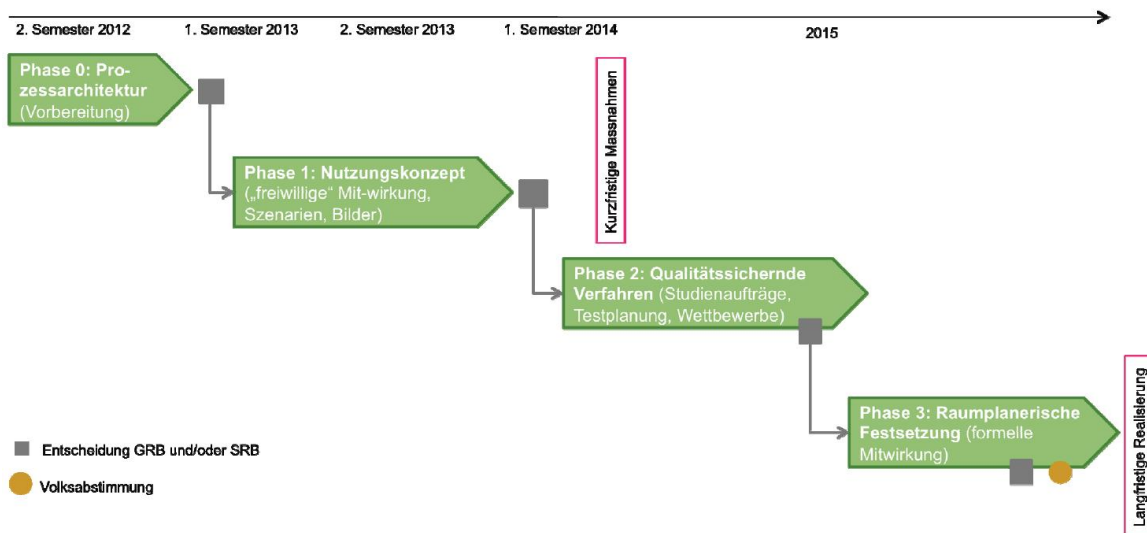 2. Semester 2012
1. Semester 2013
2. Semester 2013
1. Semester 2014
2015
Phase 0: Pro-
zessarchitektur
(Vorbereitung)
Kurzfristige Massnahmen
Phase 1: Nutzungskonzept
(„freiwillige“ Mit-wirkung,
Szenarien, Bilder)
Phase 2: Qualitätssichernde
Verfahren (Studienaufträge,
Testplanung, Wettbewerbe)
Phase 3: Raumplanerische
Festsetzung (formelle
Mitwirkung)
Langfristige Realisierung
Entscheidung GRB und/oder SRB
Volksabstimmung